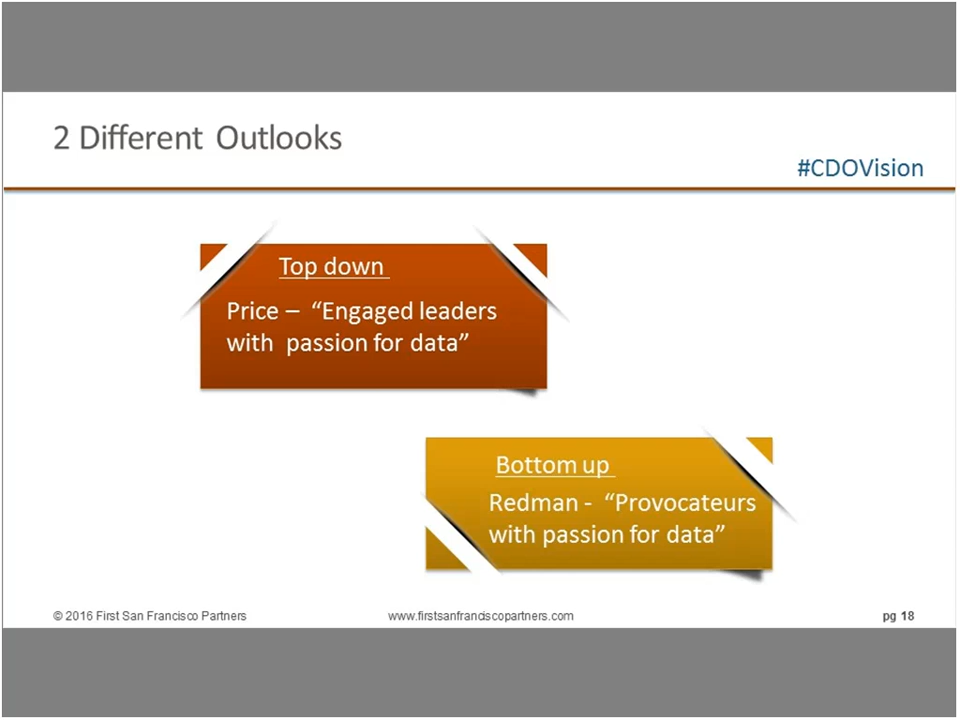 2 Different Outlooks
#CDOVision
Top down
Price – “Engaged leaders
with passion for data”
Bottom up
Redman - “Provocateurs
with passion for data”
© 2016 First San Francisco Partners
www.firstsanfranciscopartners.com
pg 18